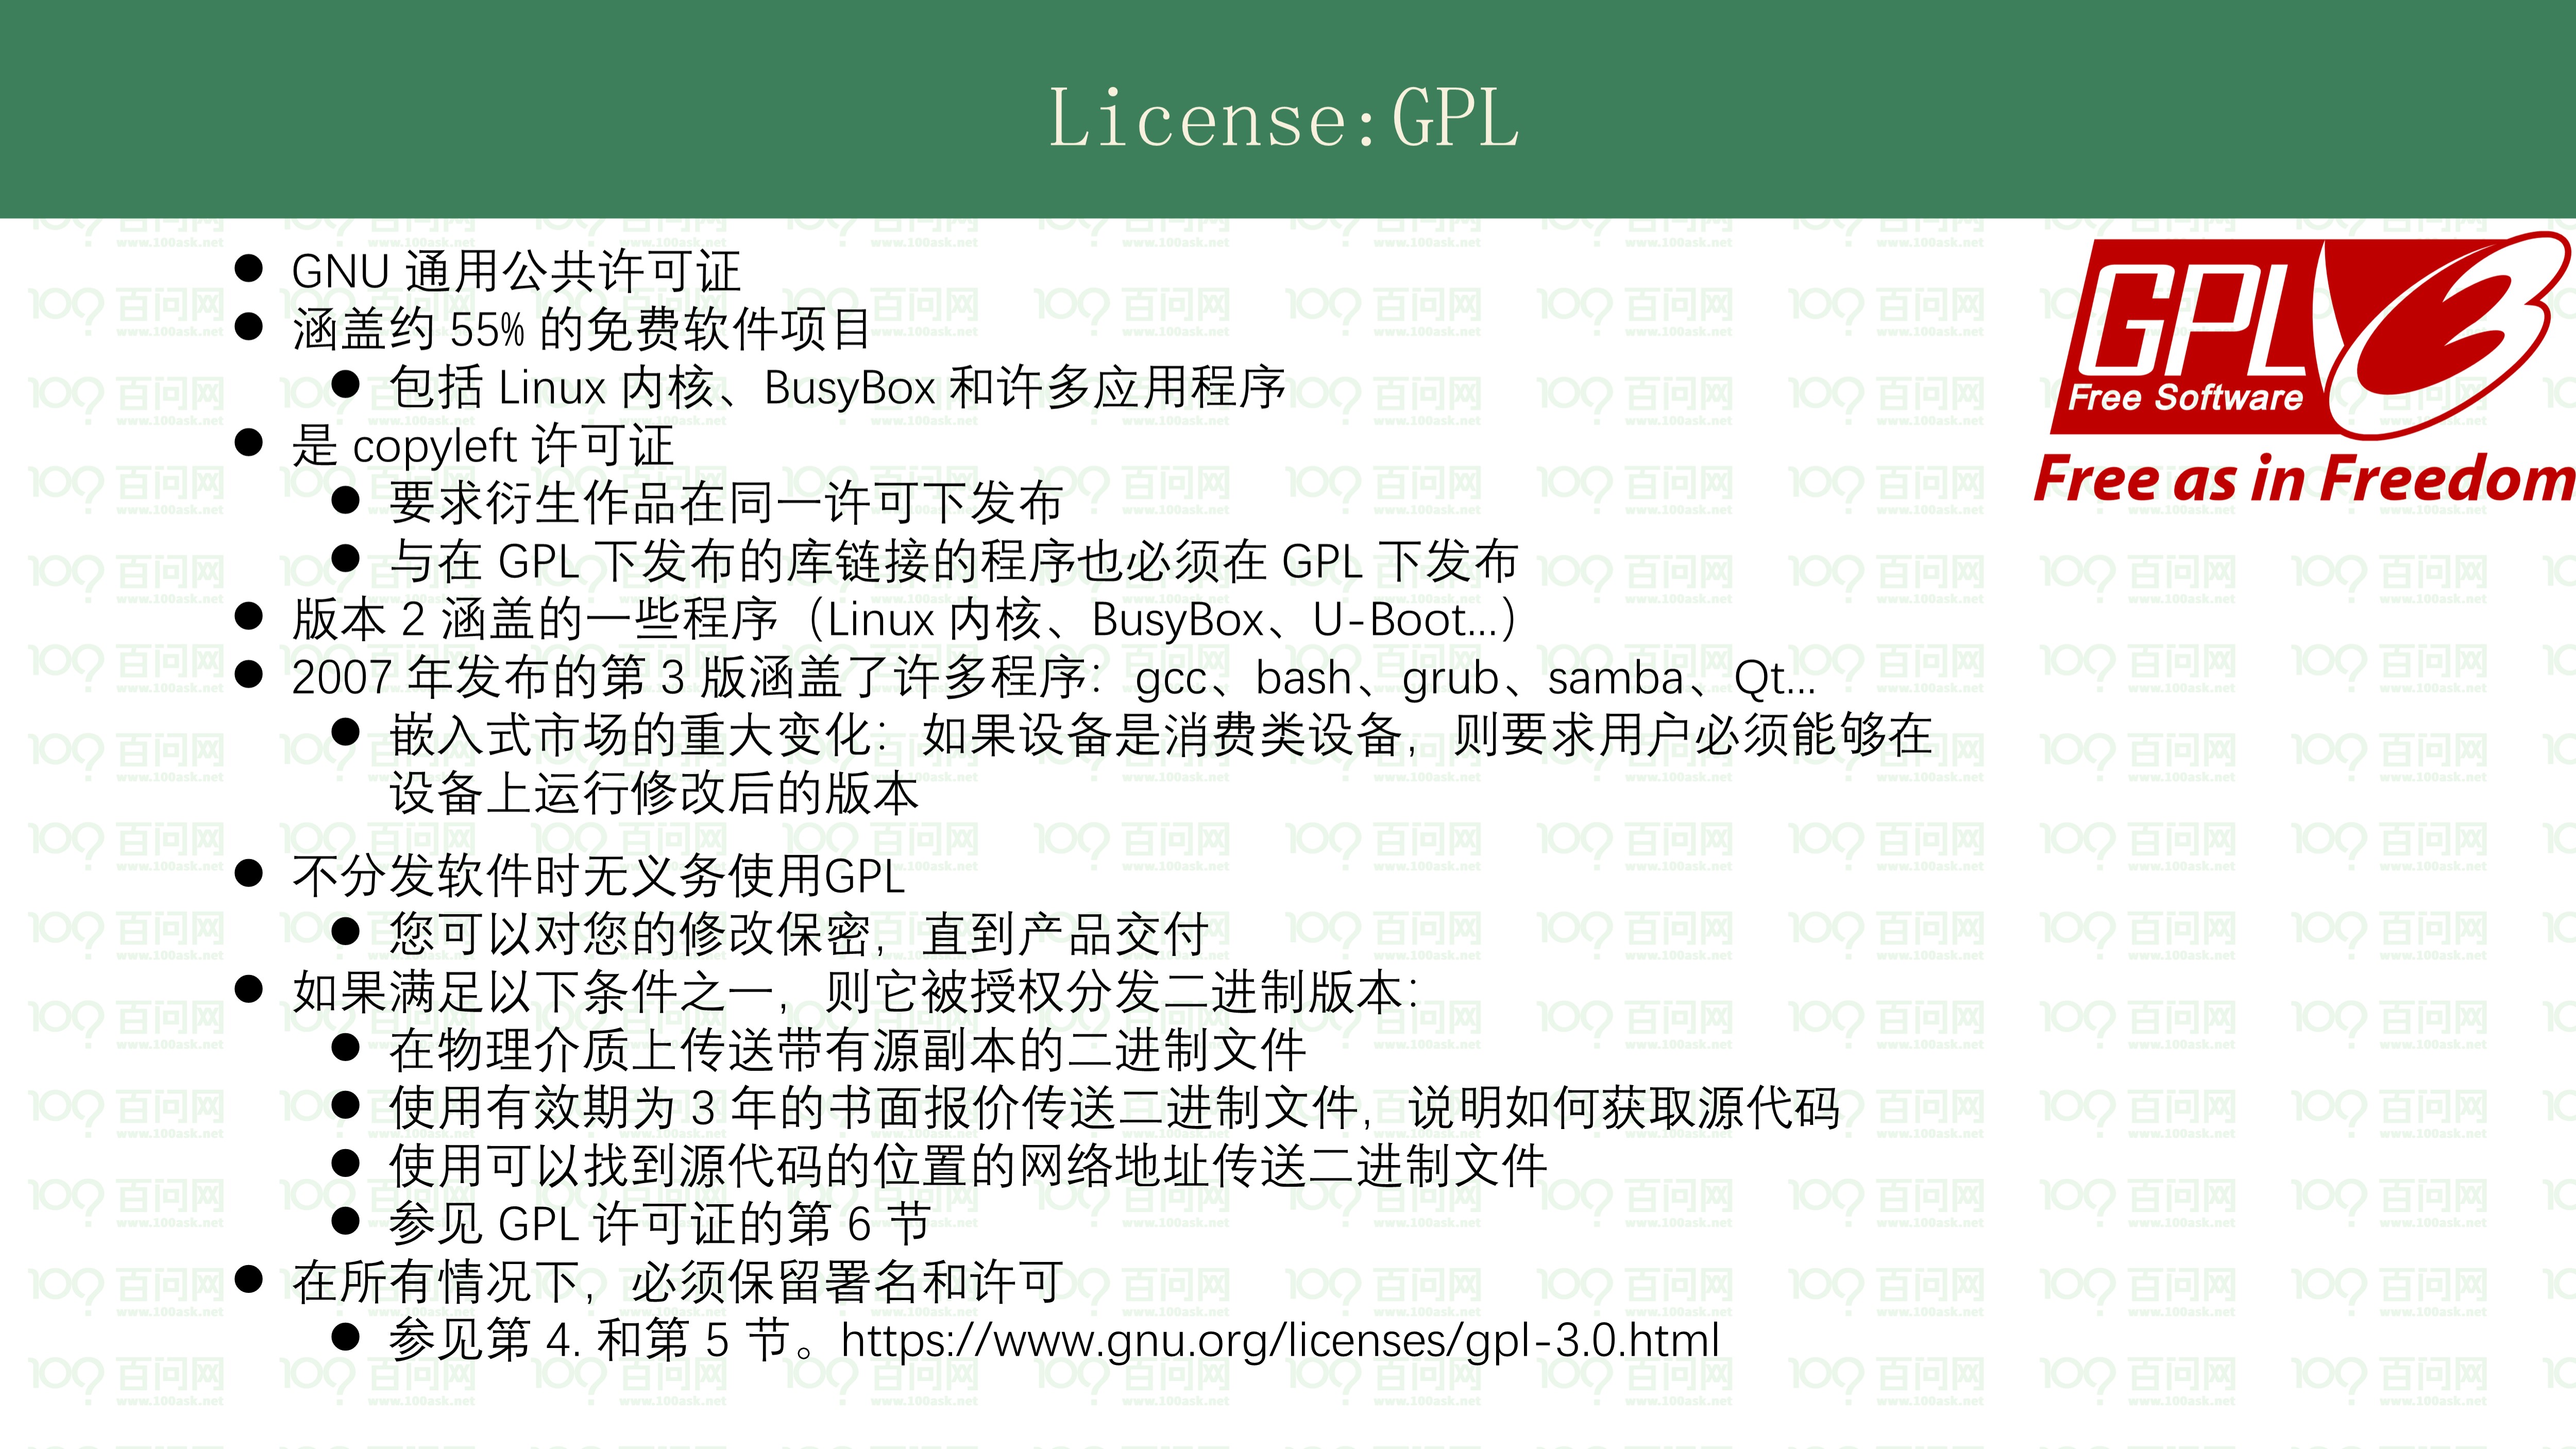 License:GPL
GNU 通用公共许可证
涵盖约 55% 的免费软件项目
包括 Linux 内核、BusyBox 和许多应用程序
是 copyleft 许可证
要求衍生作品在同一许可下发布
与在 GPL 下发布的库链接的程序也必须在 GPL 下发布
版本 2 涵盖的一些程序（Linux 内核、BusyBox、U-Boot...）
2007 年发布的第 3 版涵盖了许多程序：gcc、bash、grub、samba、Qt...
嵌入式市场的重大变化：如果设备是消费类设备，则要求用户必须能够在
设备上运行修改后的版本
不分发软件时无义务使用GPL
您可以对您的修改保密，直到产品交付
如果满足以下条件之一，则它被授权分发二进制版本：
在物理介质上传送带有源副本的二进制文件
使用有效期为 3 年的书面报价传送二进制文件，说明如何获取源代码
使用可以找到源代码的位置的网络地址传送二进制文件
参见 GPL 许可证的第 6 节
在所有情况下，必须保留署名和许可
参见第 4. 和第 5 节。https://www.gnu.org/licenses/gpl-3.0.html
GPLv3
Free Software
Free as in Freedom
百问网
www.100ask.net